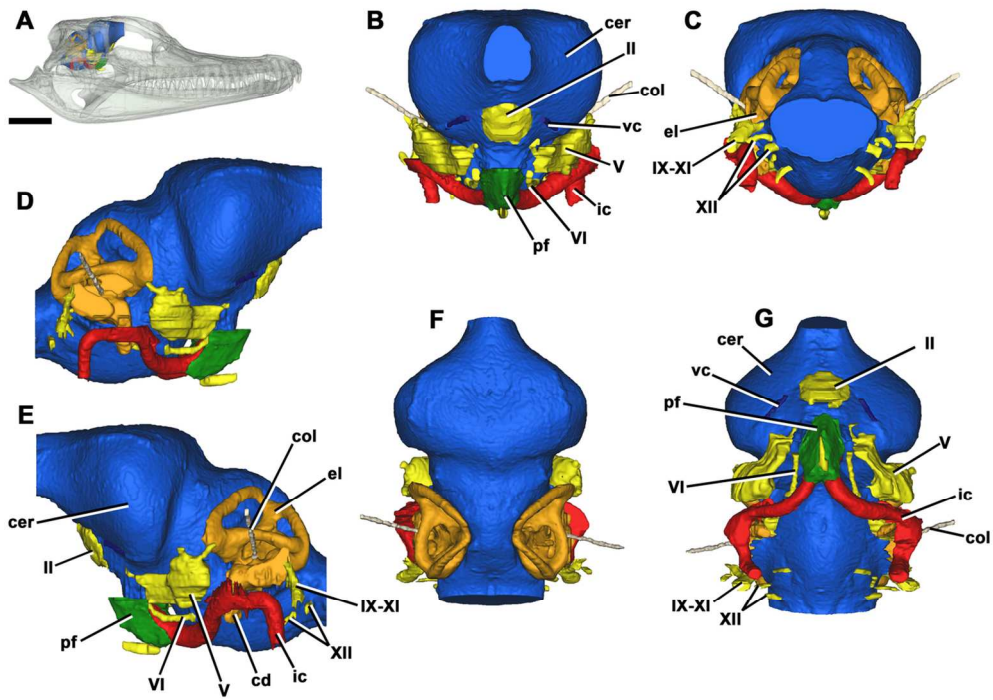 A
B
cer
II
col
vc
V
ic
VI
pf
C
el
IX-XI
XII
D
E
col
el
cer
II
pf
VI
V
cd
ic
XII
IX-XI
F
G
cer
II
vc
pf
V
VI
ic
col
IX-XI
XII